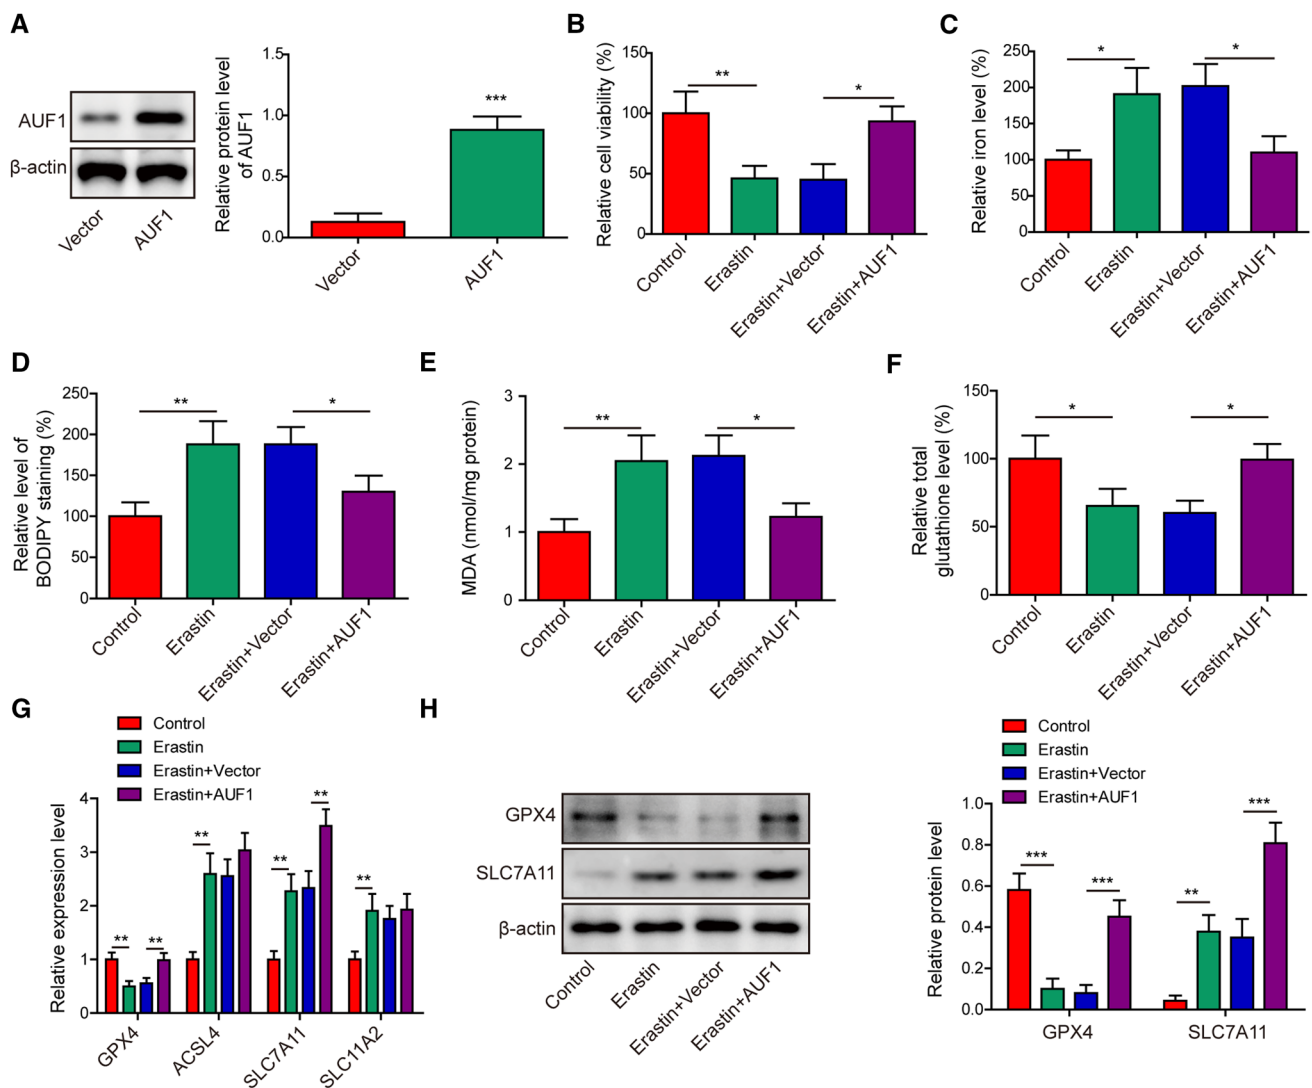 A
AUF1
β-actin
Vector
AUF1
Relative protein level
of AUF1
1.5
1.0
0.5
0.0
***
Vector
AUF1
B
Relative cell viability (%)
150
100
50
0
**
*
Control
Erastin
Erastin+Vector
Erastin+AUF1
C
Relative iron level (%)
250
200
150
100
50
0
*
*
Control
Erastin
Erastin+Vector
Erastin+AUF1
D
Relative level of
BODIPY staining (%)
250
200
150
100
50
0
**
*
Control
Erastin
Erastin+Vector
Erastin+AUF1
E
MDA (nmol/mg protein)
3
2
1
0
**
*
Control
Erastin
Erastin+Vector
Erastin+AUF1
F
Relative total
glutathione level (%)
150
100
50
0
*
*
Control
Erastin
Erastin+Vector
Erastin+AUF1
G
Control
Erastin
Erastin+Vector
Erastin+AUF1
Relative expression level
4
3
2
1
0
**
**
**
**
**
**
GPX4
ACSL4
SLC7A11
SLC11A2
H
GPX4
SLC7A11
β-actin
Control
Erastin
Erastin+Vector
Erastin+AUF1
Control
Erastin
Erastin+Vector
Erastin+AUF1
Relative protein level
1.0
0.8
0.6
0.4
0.2
0.0
***
***
**
***
GPX4
SLC7A11